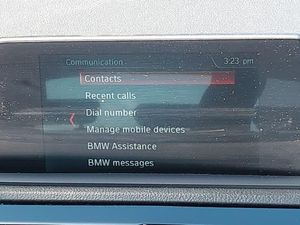 Communication 3:23 pm
Contacts
Recent calls
Dial number
Manage mobile devices
BMW Assistance
BMW messages